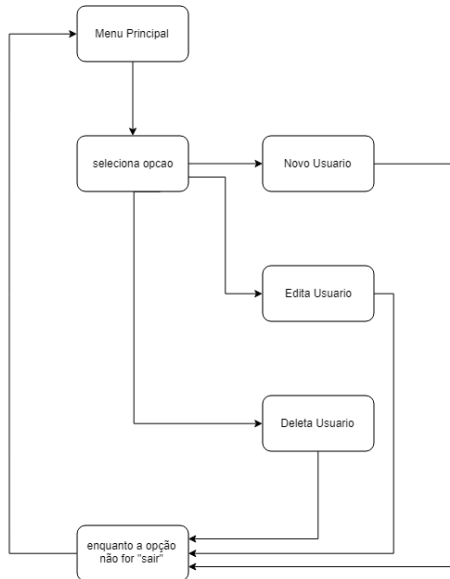 Menu Principal
seleciona opcao
Novo Usuario
Edita Usuario
Deleta Usuario
enquanto a opção
não for "sair"